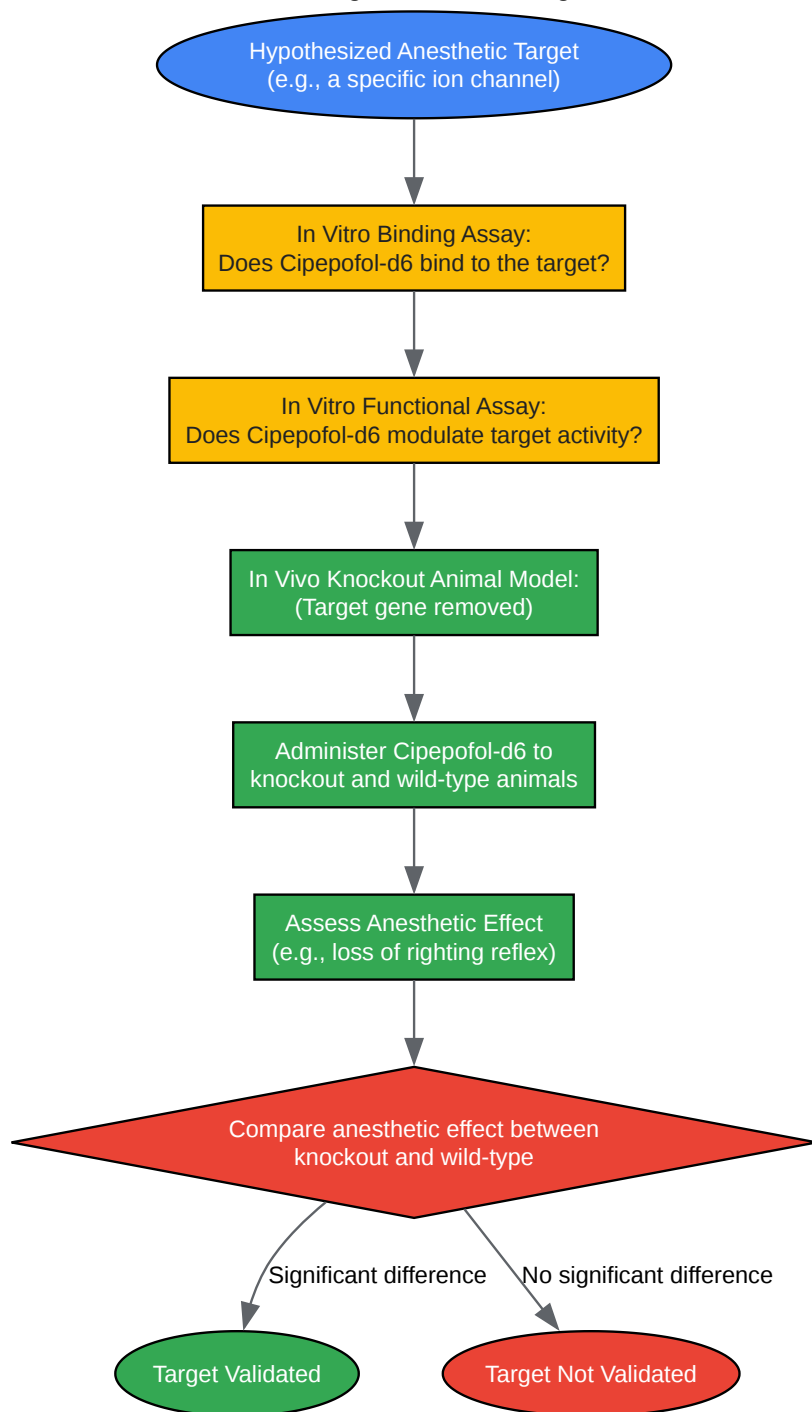 Hypothesized Anesthetic Target
(e.g., a specific ion channel)
In Vitro Binding Assay:
Does Cipepofol-d6 bind to the target?
In Vitro Functional Assay:
Does Cipepofol-d6 modulate target activity?
In Vivo Knockout Animal Model:
(Target gene removed)
Administer Cipepofol-d6 to
knockout and wild-type animals
Assess Anesthetic Effect
(e.g., loss of righting reflex)
Compare anesthetic effect between
knockout and wild-type
Significant difference
No significant difference
Target Validated
Target Not Validated